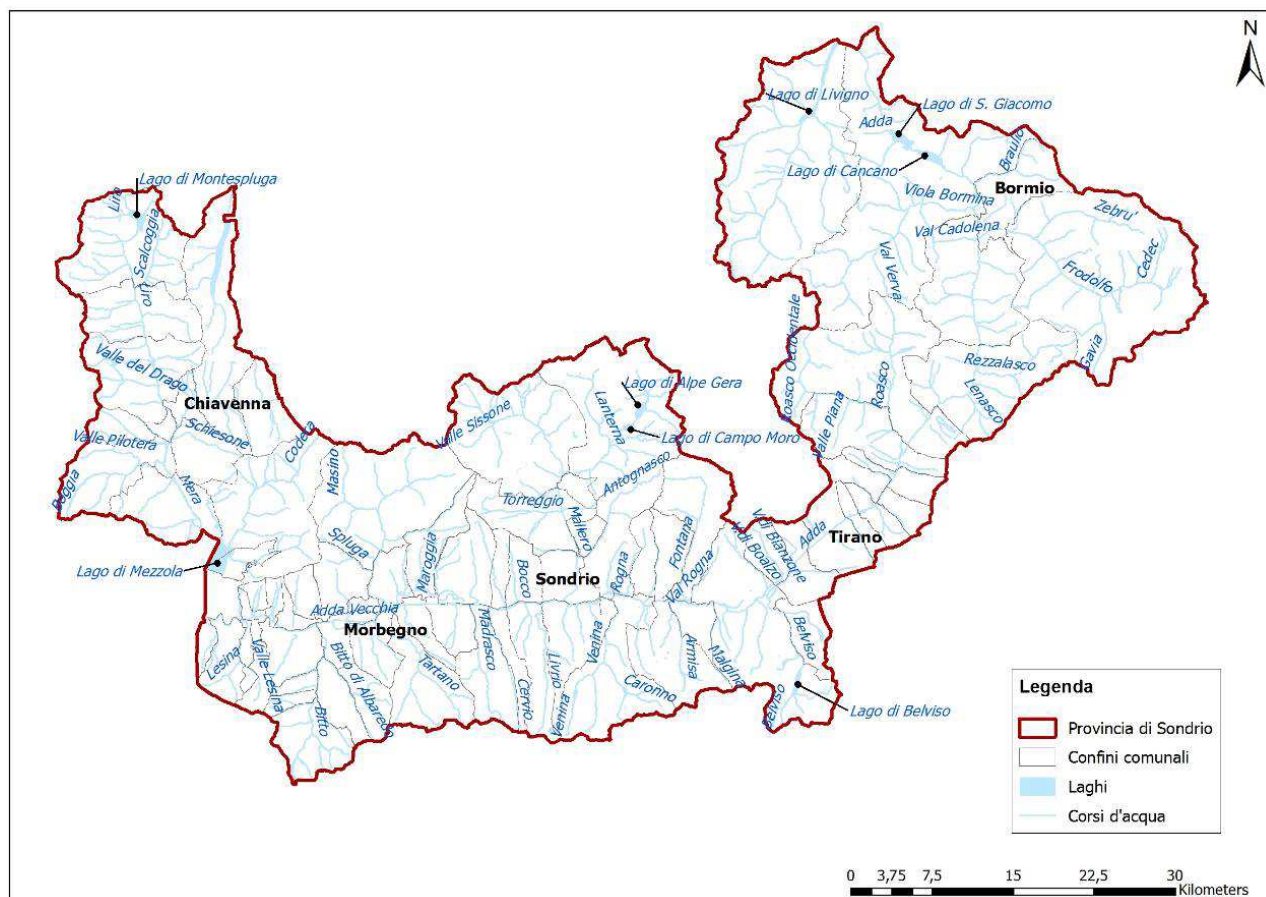 N
Lago di Livigno
Lago di S. Giacomo
Adda
Braulio
Lago di Cancano
Bormio
Viola Bormina
Zebru'
Val Cadolena
Cedec
Frodolfo
Val Verva
Gavia
Lago di Montespluga
Lira
Scalcoggia
Liro
Roasco Occidentale
Rezzalasco
Roasco
Lenasco
Valle del Drago
Lago di Alpe Gera
Valle Piana
Chiavenna
Valle Sissone
Lanterna
Lago di Campo Moro
Schiesone
Valle Pilotera
Codera
Masino
Antognasco
Boggia
Mera
Torreggio
Mallero
Spluga
Maroggia
Fontana
Vidi Bianzone
Vidi Boalzo
Adda
Tirano
Lago di Mezzola
Bocco
Sondrio
Rogna
Val Rogna
Adda Vecchia
Morbegno
Madrasco
Venina
Belviso
Lesina
Valle Lesina
Bitto di Albaredo
Tartano
Livrio
Armisa
Malgina
Caronno
Cervio
Venina
Bitto
Belviso
Lago di Belviso
Legenda
Provincia di Sondrio
Confini comunali
Laghi
Corsi d'acqua
0 3,75 7,5 15 22,5 30
Kilometers